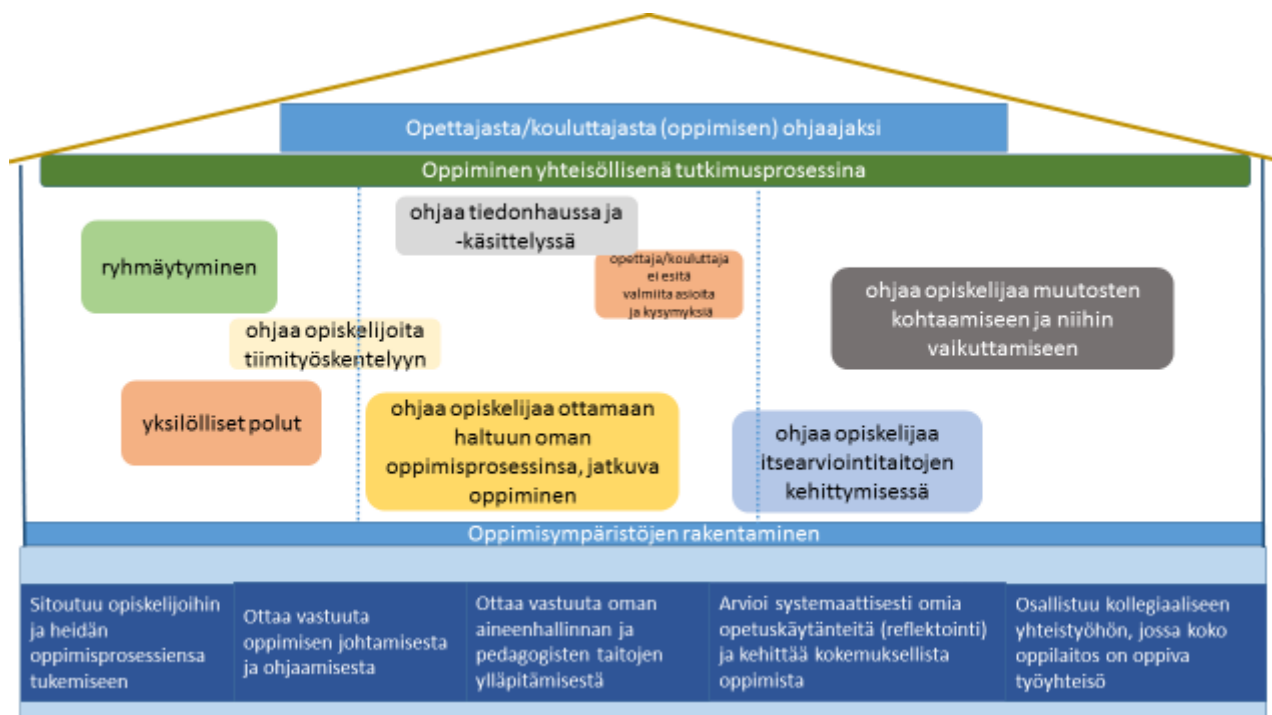 Opettajasta/kouluttajasta (oppimisen) ohjaajaksi
Oppiminen yhteisöllisenä tutkimusprosessina
ryhmäytyminen
ohjaa opiskelijoita
tiimityöskentelyyn
yksilölliset polut
ohjaa tiedonhaussa ja
-käsittelyssä
opettaja/kouluttaja
ei esitä
valmiita asioita
ja kysymyksiä
ohjaa opiskelijaa ottamaan
haltuun oman
oppimisprosessinsa, jatkuva
oppiminen
ohjaa opiskelijaa muutosten
kohtaamiseen ja niihin
vaikuttamiseen
ohjaa opiskelijaa
itsearviointitaitojen
kehittymisessä
Oppimisympäristöjen rakentaminen
Sitoutuu opiskelijoihin
ja heidän
oppimisprosessiensa
tukemiseen
Ottaa vastuuta
oppimisen johtamisesta
ja ohjaamisesta
Ottaa vastuuta oman
aineenhallinnan ja
pedagogisten taitojen
ylläpitämisestä
Arvioi systemaattisesti omia
opetuskäytänteitä (reflektointi)
ja kehittää kokemuksellista
oppimista
Osallistuu kollegiaaliseen
yhteistyöhön, jossa koko
oppilaitos on oppiva
työyhteisö